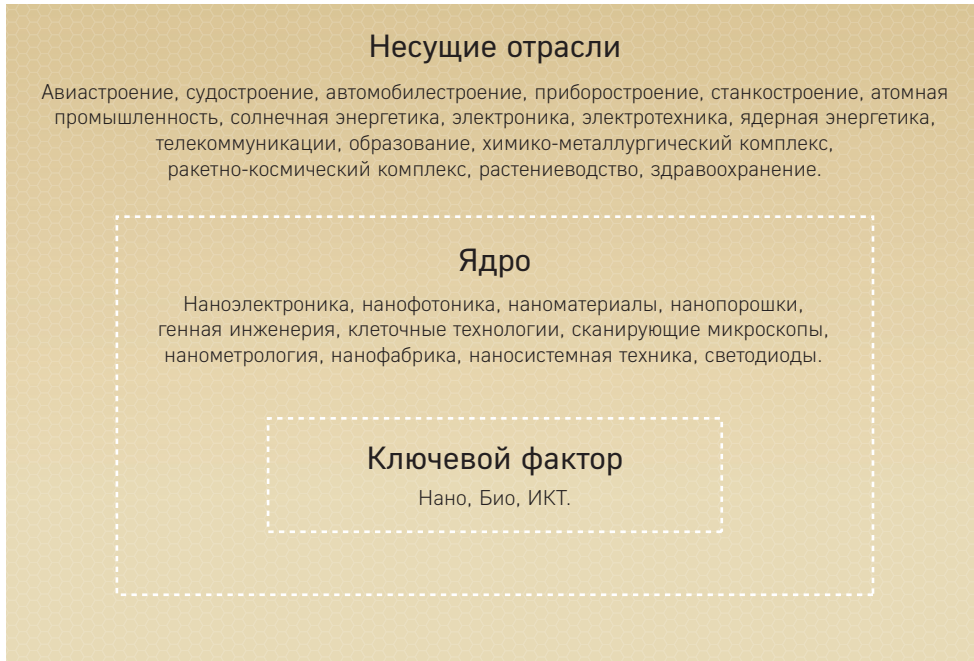 Несущие отрасли
Авиастроение, судостроение, автомобилестроение, приборостроение, станкостроение, атомная
промышленность, солнечная энергетика, электроника, электротехника, ядерная энергетика,
телекоммуникации, образование, химико-металлургический комплекс,
ракетно-космический комплекс, растениеводство, здравоохранение.
Ядро
Наноэлектроника, нанофотоника, наноматериалы, нанопорошки,
генная инженерия, клеточные технологии, сканирующие микроскопы,
нанометрология, нанофабрика, наносистемная техника, светодиоды.
Ключевой фактор
Нано, Био, ИКТ.